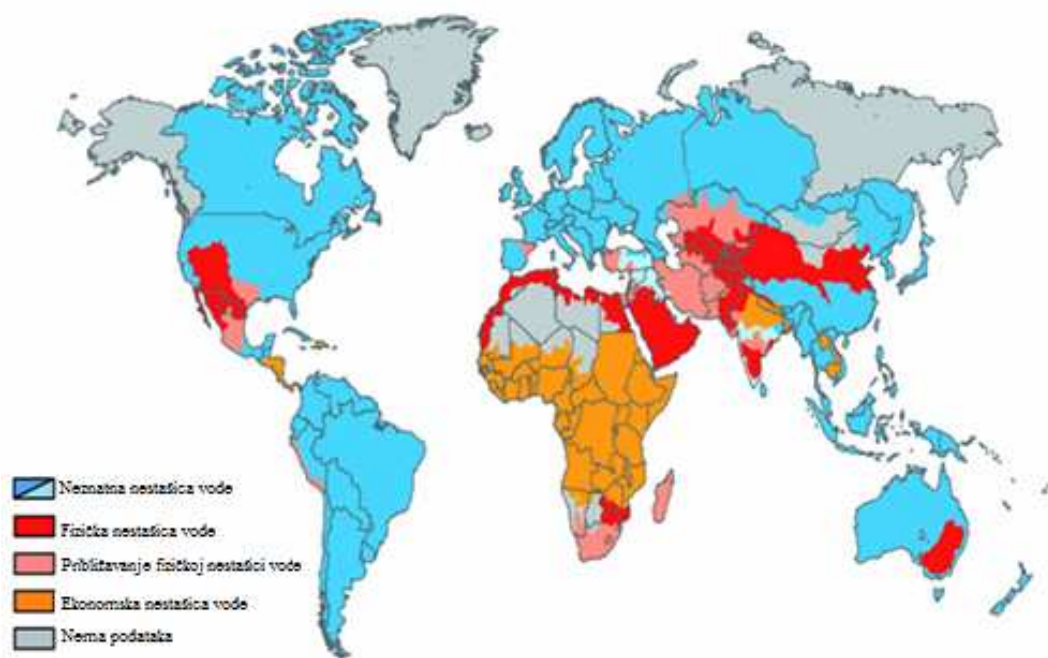 Neznatna nestašica vode
Fizička nestašica vode
Približavanje fizičkoj nestašici vode
Ekonomska nestašica vode
Nema podataka